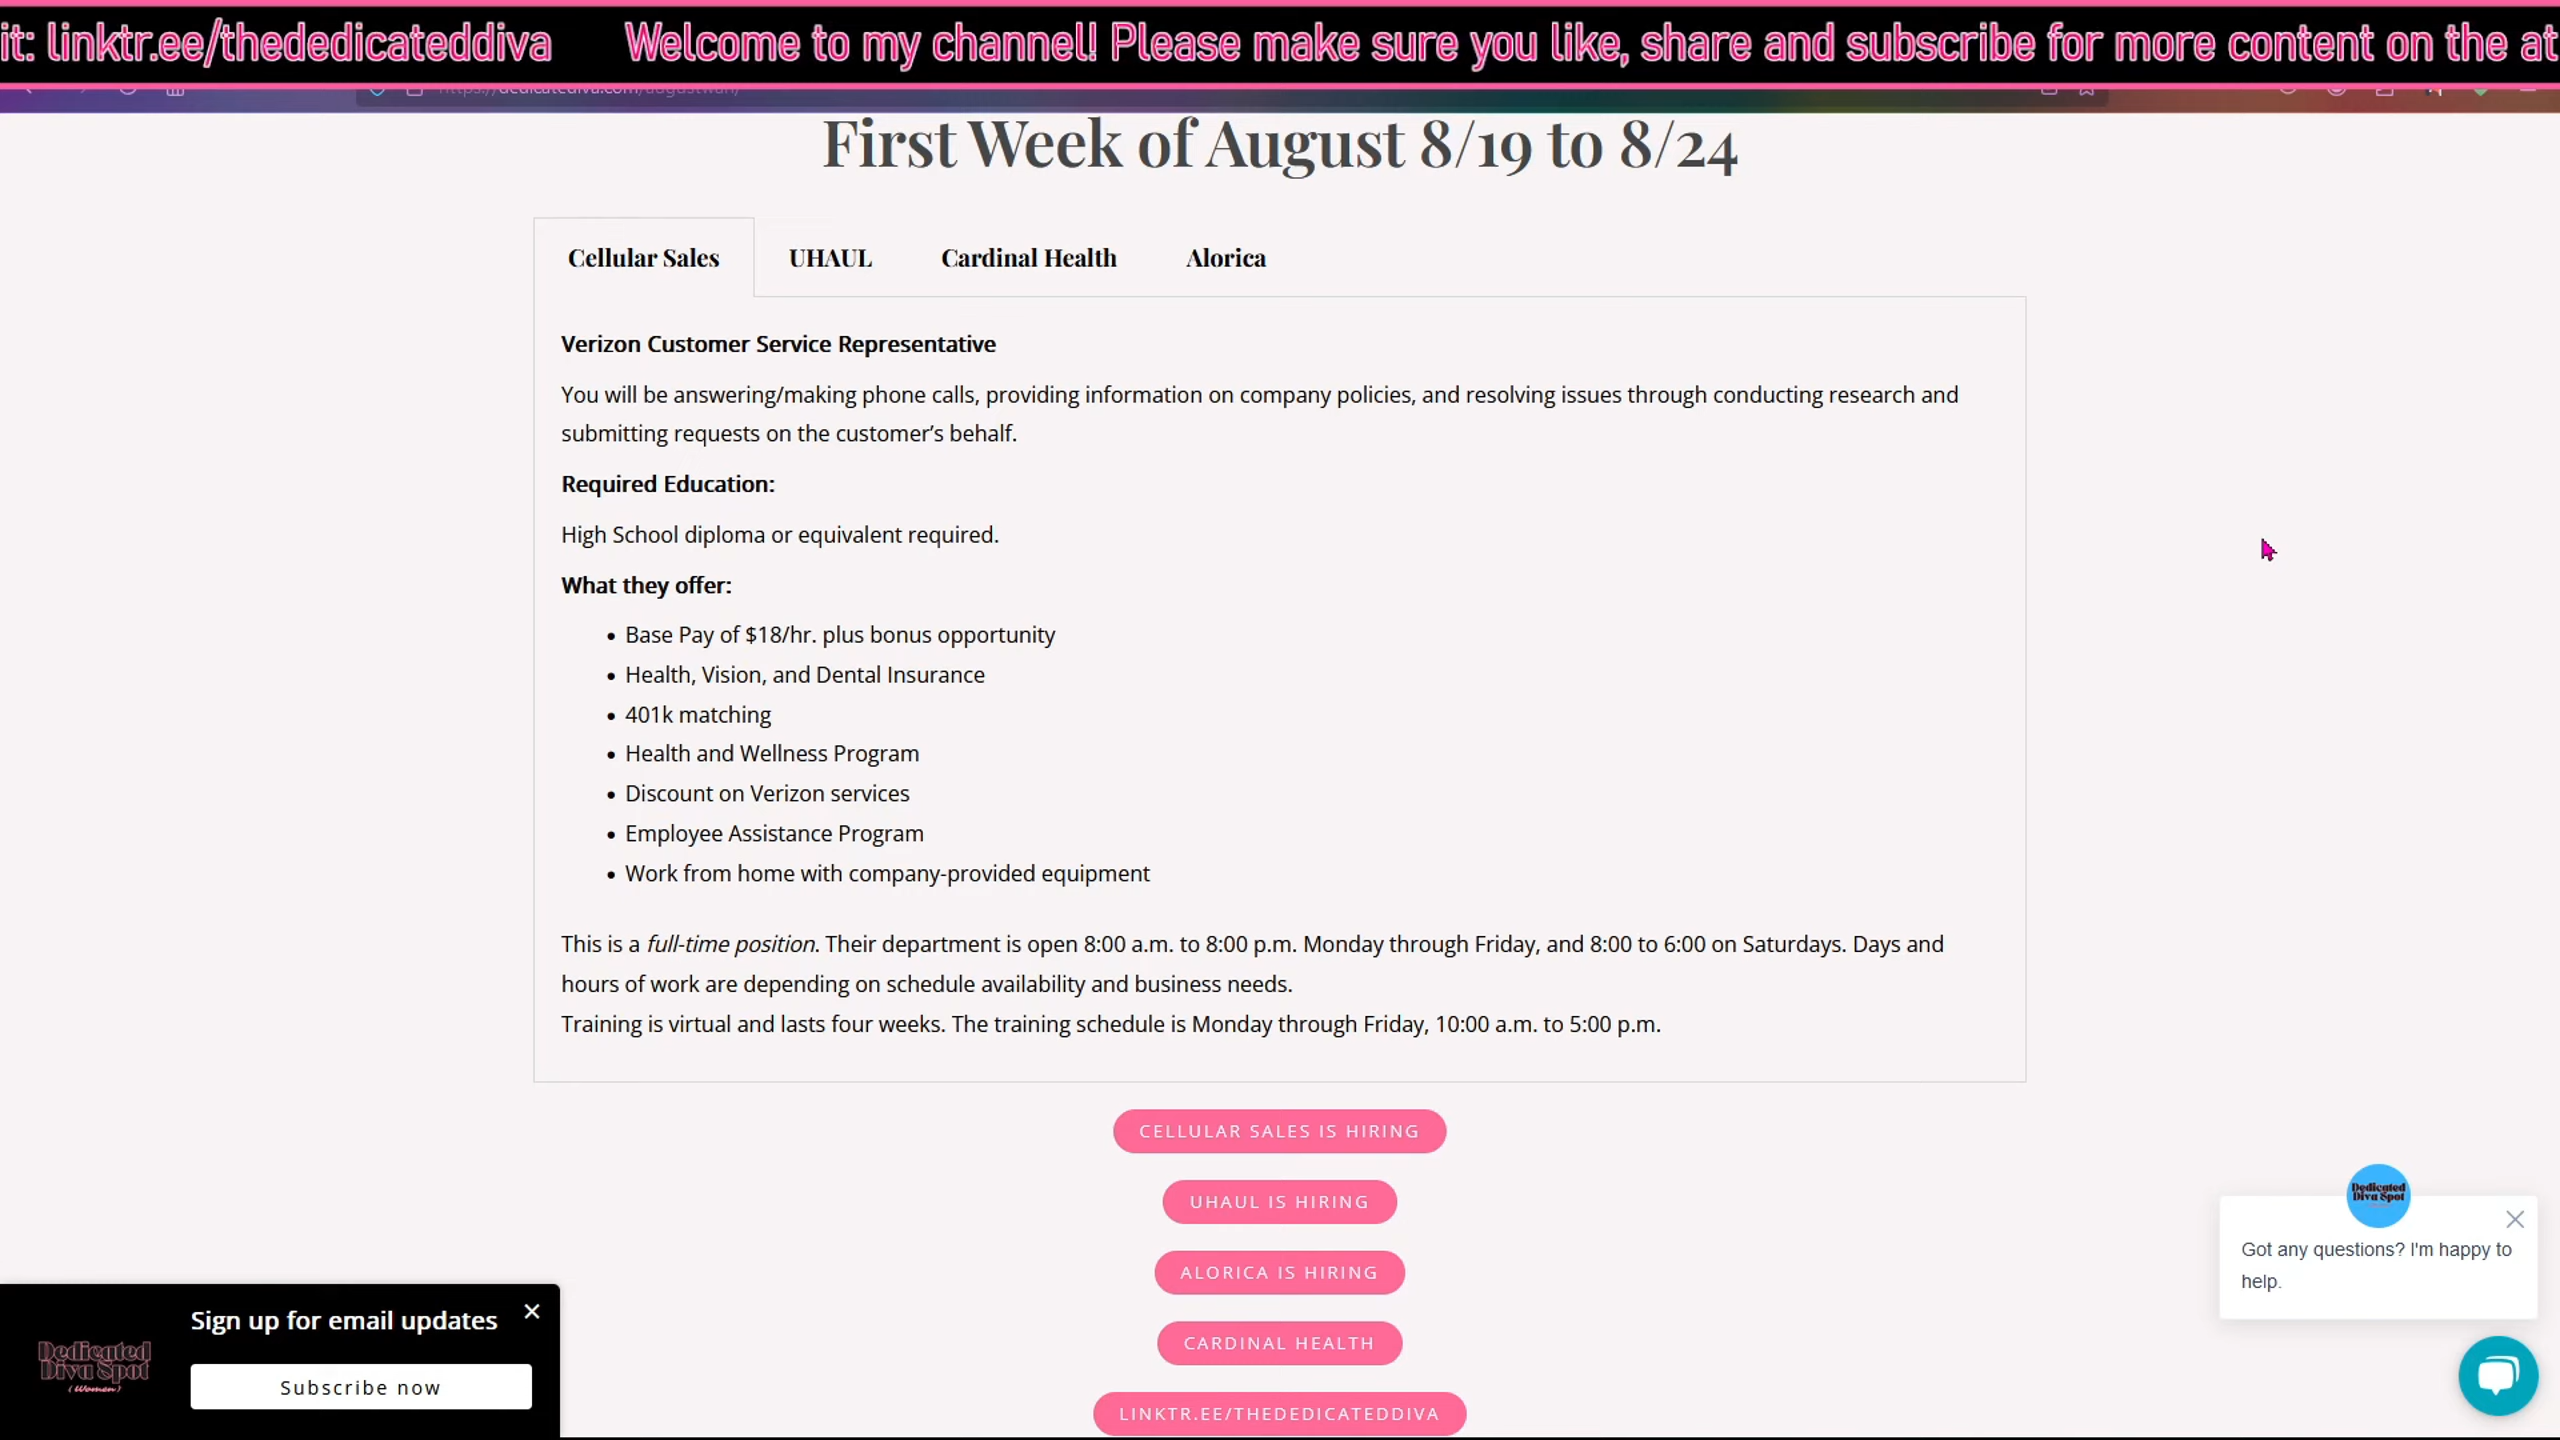 it: linktr.ee/thededicateddiva Welcome to my channel! Please make sure you like, share and subscribe for more content on the at
https://dedicatediva.com/augustwah/
First Week of August 8/19 to 8/24
Cellular Sales UHAUL Cardinal Health Alorica
Verizon Customer Service Representative
You will be answering/making phone calls, providing information on company policies, and resolving issues through conducting research and
submitting requests on the customer’s behalf.
Required Education:
High School diploma or equivalent required.
What they offer:
• Base Pay of $18/hr. plus bonus opportunity
• Health, Vision, and Dental Insurance
• 401k matching
• Health and Wellness Program
• Discount on Verizon services
• Employee Assistance Program
• Work from home with company-provided equipment
This is a full-time position. Their department is open 8:00 a.m. to 8:00 p.m. Monday through Friday, and 8:00 to 6:00 on Saturdays. Days and
hours of work are depending on schedule availability and business needs.
Training is virtual and lasts four weeks. The training schedule is Monday through Friday, 10:00 a.m. to 5:00 p.m.
CELLULAR SALES IS HIRING
UHAUL IS HIRING
ALORICA IS HIRING
CARDINAL HEALTH
LINKTR.EE/THEDEDICATEDDIVA
Dedicated
Diva Spot
Got any questions? I'm happy to
help.
Sign up for email updates
Dedicated
Diva Spot
(Women)
Subscribe now